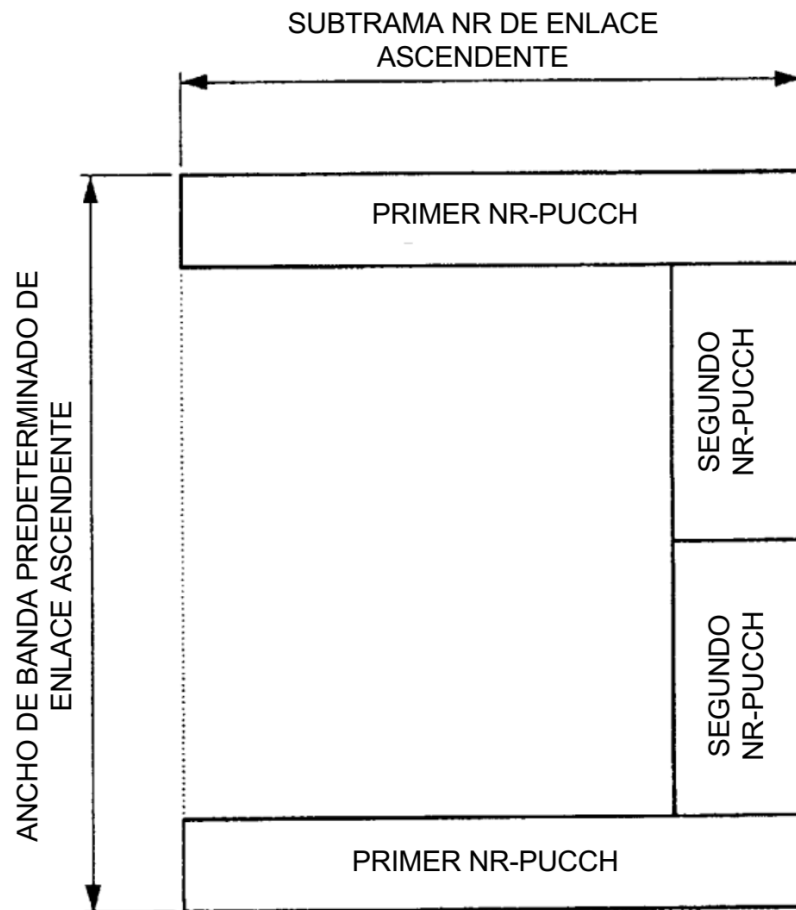 SUBTRAMA NR DE ENLACE
ASCENDENTE
PRIMER NR-PUCCH
ANCHO DE BANDA PREDETERMINADO DE
ENLACE ASCENDENTE
SEGUNDO
NR-PUCCH
SEGUNDO
NR-PUCCH
PRIMER NR-PUCCH